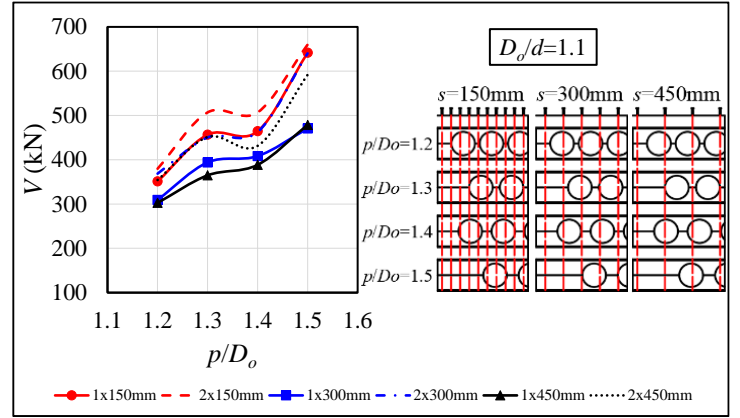 700
600
500
400
300
200
100
V (kN)
1.1 1.2 1.3 1.4 1.5 1.6
p/Do
Do/d=1.1
s=150mm s=300mm s=450mm
p/Do=1.2
p/Do=1.3
p/Do=1.4
p/Do=1.5
1x150mm 2x150mm 1x300mm 2x300mm 1x450mm 2x450mm